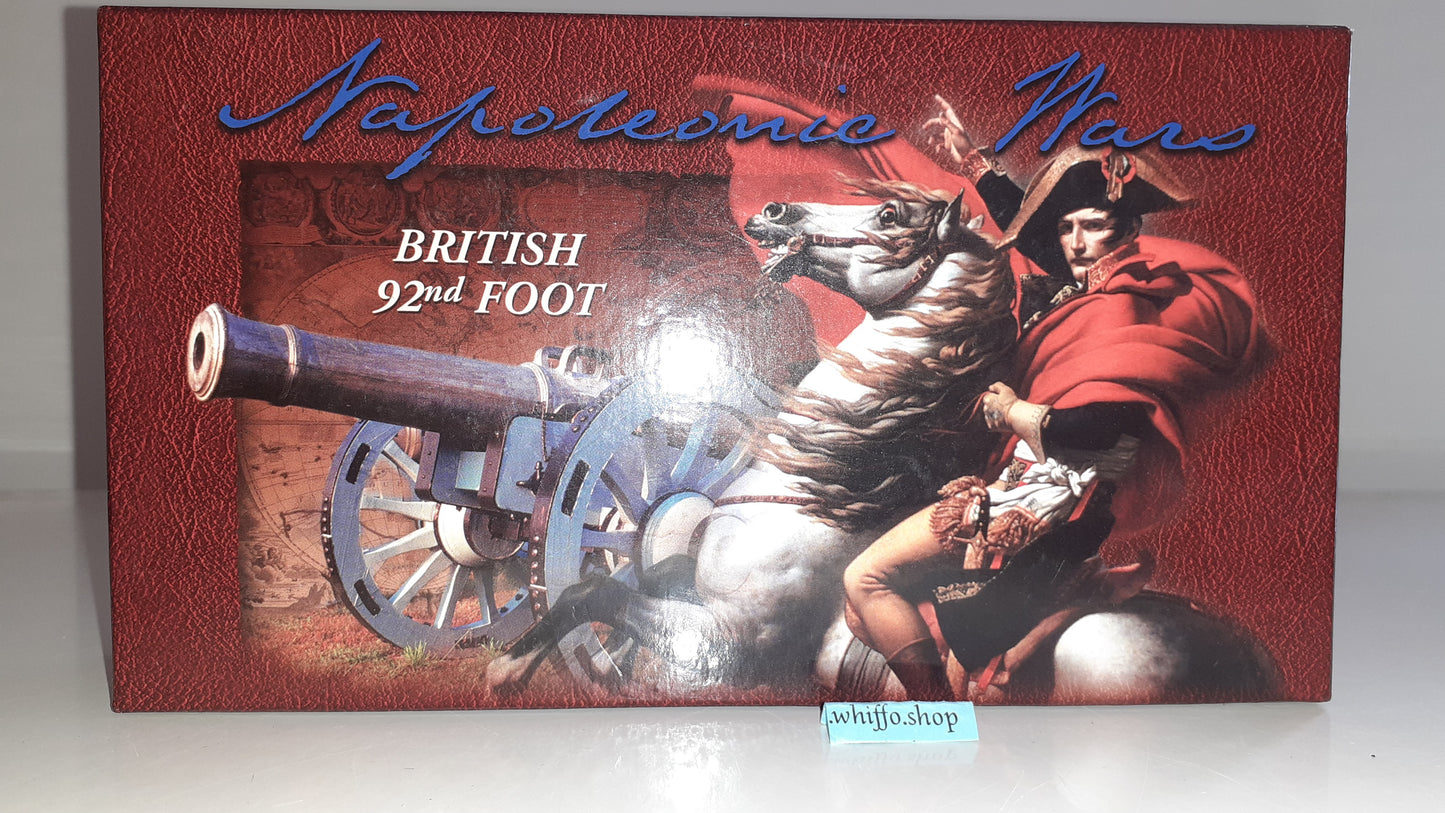 Napoleonic Wars
BRITISH
92nd FOOT
.whiffo.shop